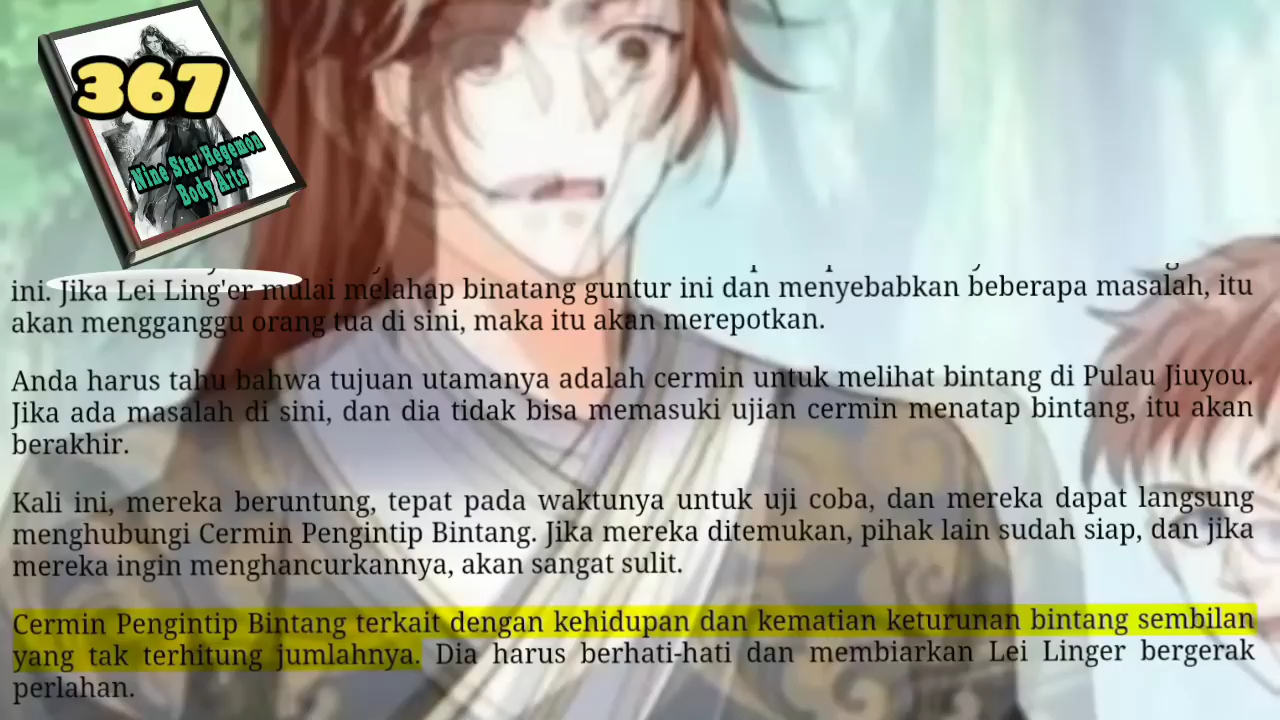 367
Nine Star Hegemon
Body Arts
ini. Jika Lei Ling'er mulai melahap binatang guntur ini dan menyebabkan beberapa masalah, itu
akan mengganggu orang tua di sini, maka itu akan merepotkan.
Anda harus tahu bahwa tujuan utamanya adalah cermin untuk melihat bintang di Pulau Jiuyou.
Jika ada masalah di sini, dan dia tidak bisa memasuki ujian cermin menatap bintang, itu akan
berakhir.
Kali ini, mereka beruntung, tepat pada waktunya untuk uji coba, dan mereka dapat langsung
menghubungi Cermin Pengintip Bintang. Jika mereka ditemukan, pihak lain sudah siap, dan jika
mereka ingin menghancurkannya, akan sangat sulit.
Cermin Pengintip Bintang terkait dengan kehidupan dan kematian keturunan bintang sembilan
yang tak terhitung jumlahnya. Dia harus berhati-hati dan membiarkan Lei Linger bergerak
perlahan.